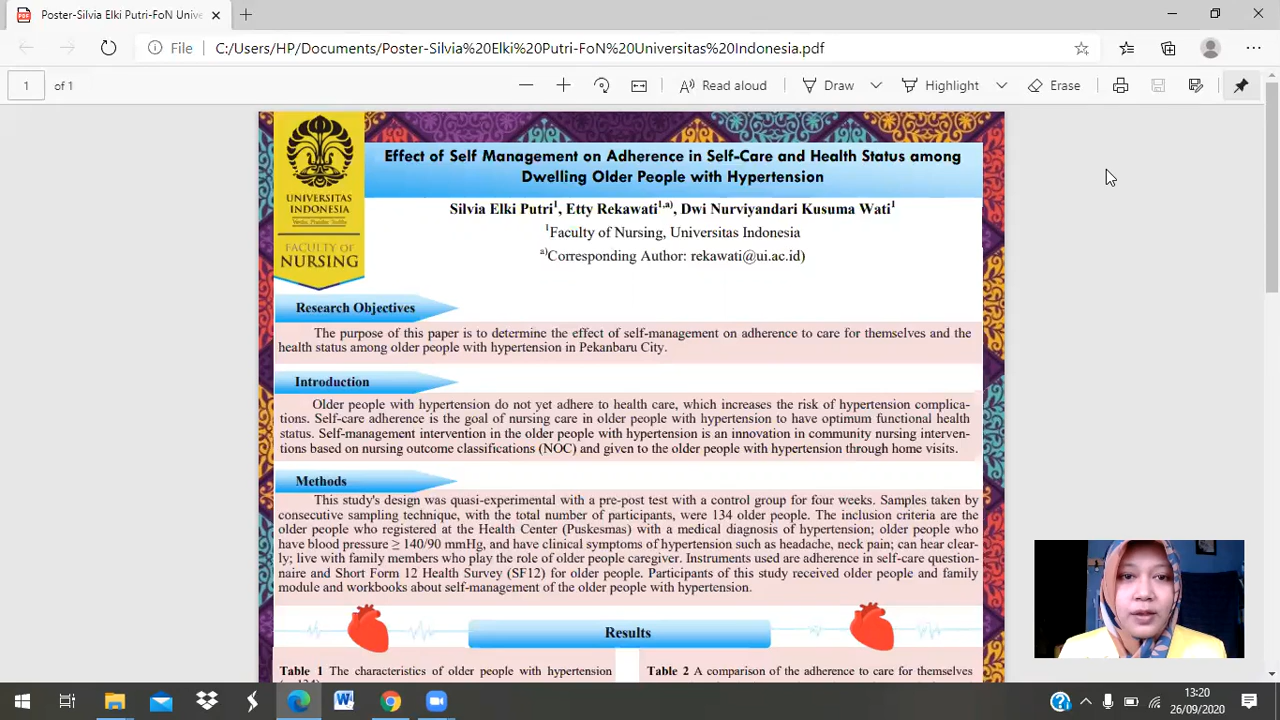 Poster-Silvia Elki Putri-FoN Unive
File
C:/Users/HP/Documents/Poster-Silvia%20Elki%20Putri-FoN%20Universitas%20Indonesia.pdf
1 of 1
Read aloud
Draw
Highlight
Erase
UNIVERSITAS
INDONESIA
FACULTY OF
NURSING
Effect of Self Management on Adherence in Self-Care and Health Status among
Dwelling Older People with Hypertension
Silvia Elki Putri1, Etty Rekawati1,a), Dwi Nurviyandari Kusuma Wati1
1Faculty of Nursing, Universitas Indonesia
a)Corresponding Author: rekawati@ui.ac.id)
Research Objectives
The purpose of this paper is to determine the effect of self-management on adherence to care for themselves and the
health status among older people with hypertension in Pekanbaru City.
Introduction
Older people with hypertension do not yet adhere to health care, which increases the risk of hypertension complica-
tions. Self-care adherence is the goal of nursing care in older people with hypertension to have optimum functional health
status. Self-management intervention in the older people with hypertension is an innovation in community nursing interven-
tions based on nursing outcome classifications (NOC) and given to the older people with hypertension through home visits.
Methods
This study's design was quasi-experimental with a pre-post test with a control group for four weeks. Samples taken by
consecutive sampling technique, with the total number of participants, were 134 older people. The inclusion criteria are the
older people who registered at the Health Center (Puskesmas) with a medical diagnosis of hypertension; older people who
have blood pressure ≥ 140/90 mmHg, and have clinical symptoms of hypertension such as headache, neck pain; can hear clear-
ly; live with family members who play the role of older people caregiver. Instruments used are adherence in self-care question-
naire and Short Form 12 Health Survey (SF12) for older people. Participants of this study received older people and family
module and workbooks about self-management of the older people with hypertension.
Results
Table 1 The characteristics of older people with hypertension
Table 2 A comparison of the adherence to care for themselves
13:20
26/09/2020